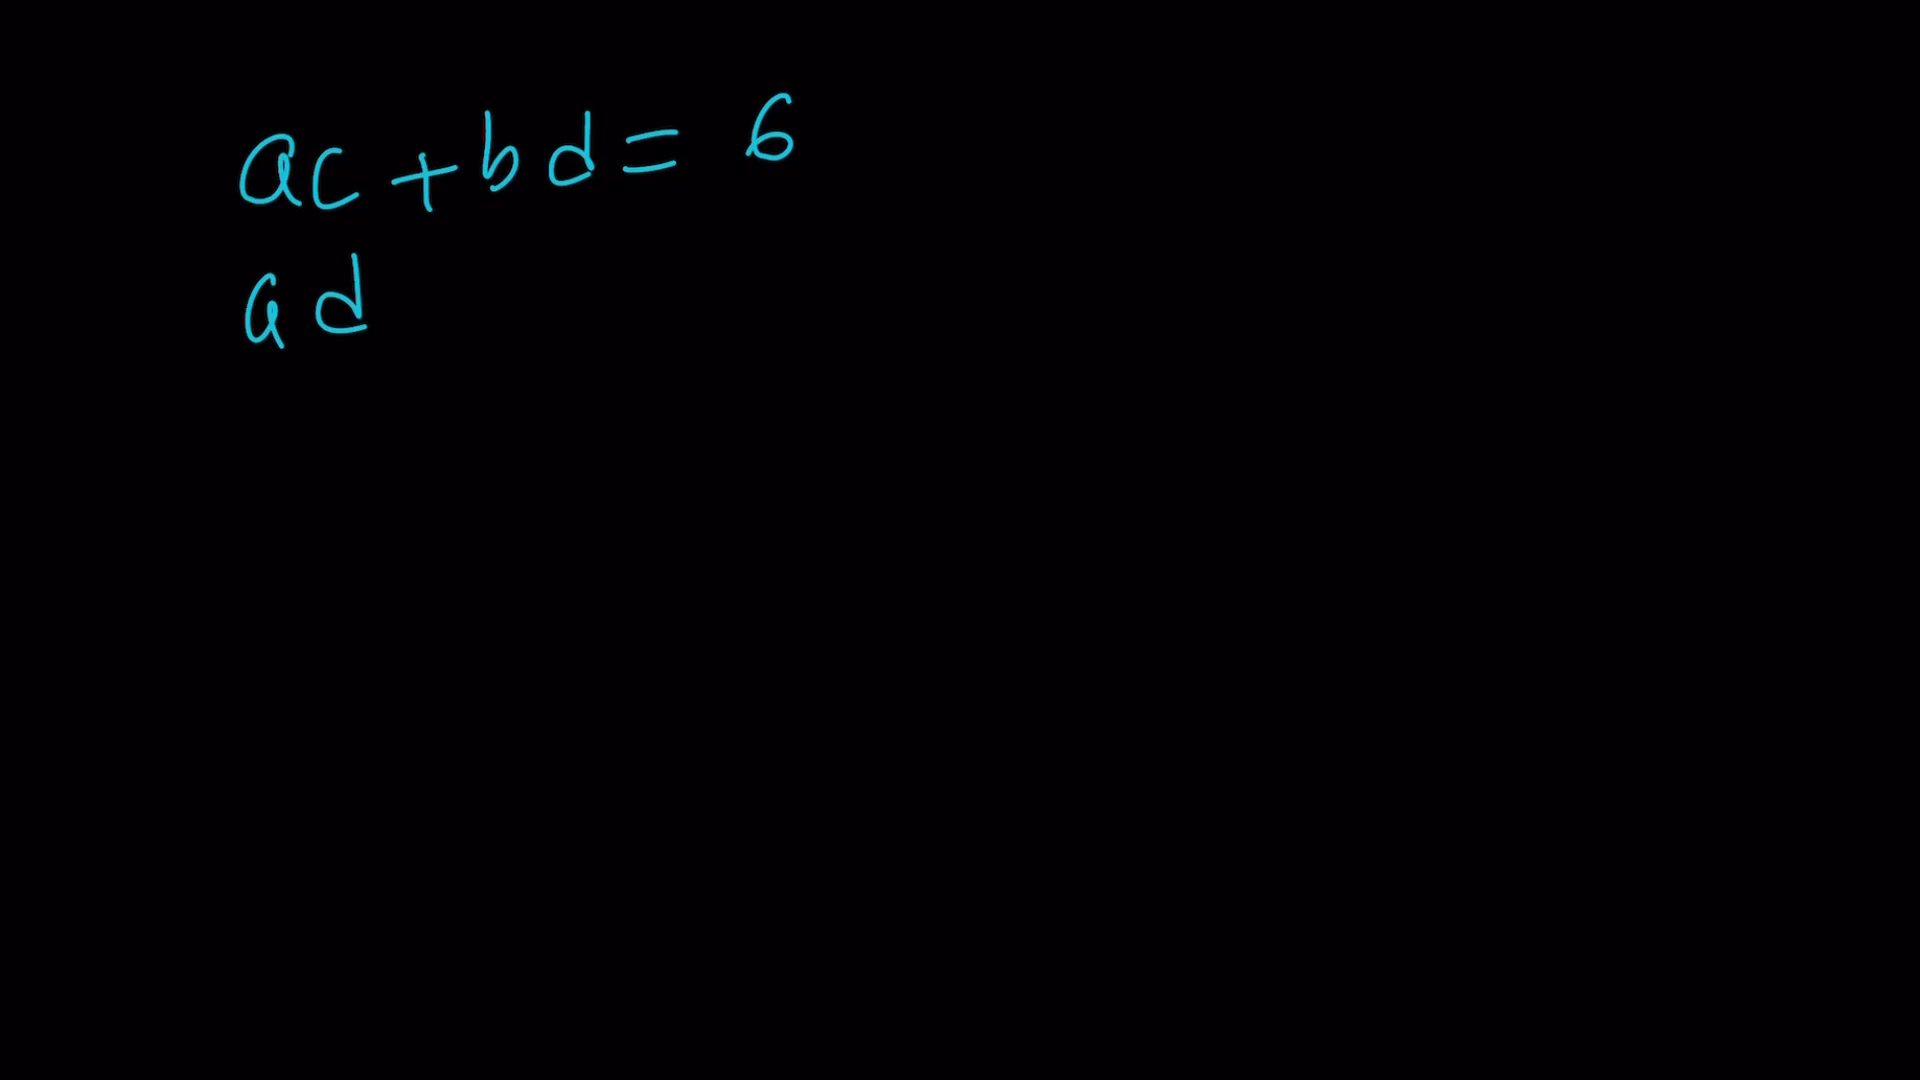 ac + bd = 6
ad